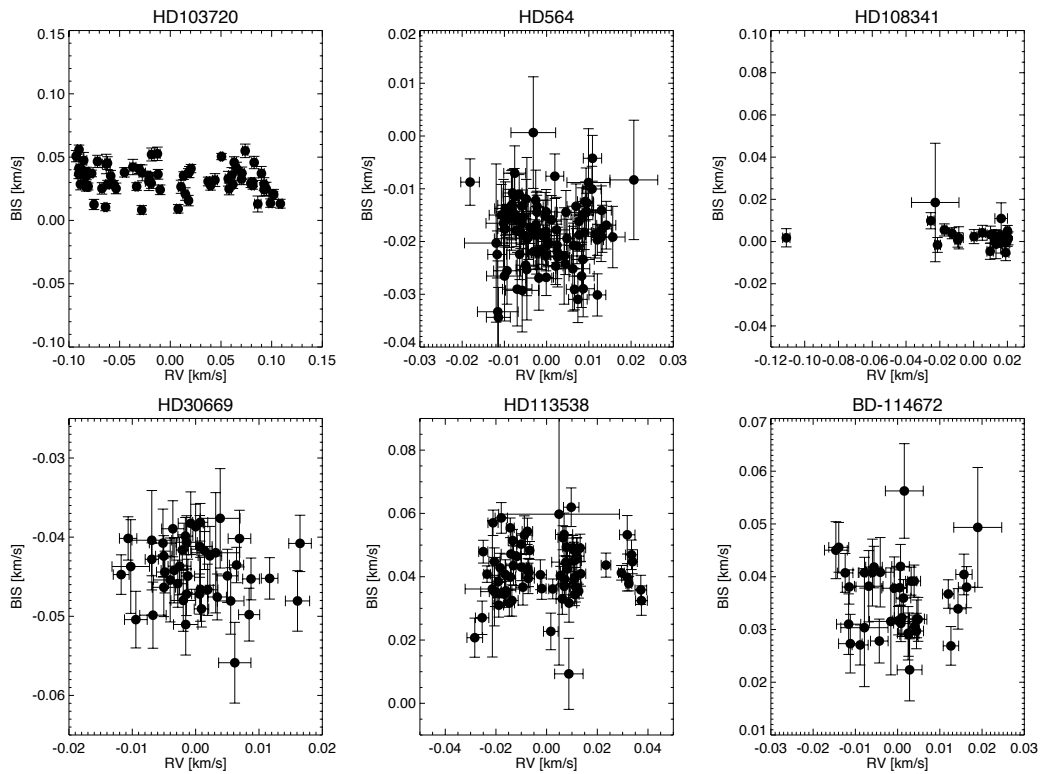 HD103720 HD564 HD108341
0.15 0.02 0.10
0.10 0.01 0.08
0.05 0.00 0.06
0.00 -0.01 0.04
-0.05 -0.02 0.02
-0.10 -0.03 0.00
-0.04 -0.02
-0.04
BIS [km/s] BIS [km/s] BIS [km/s]
-0.10 -0.05 0.00 0.05 0.10 0.15
-0.03 -0.02 -0.01 0.00 0.01 0.02 0.03
-0.12 -0.10 -0.08 -0.06 -0.04 -0.02 0.00 0.02
RV [km/s] RV [km/s] RV [km/s]
HD30669 HD113538 BD-114672
-0.03 0.08 0.07
-0.04 0.06 0.06
-0.05 0.04 0.05
-0.06 0.02 0.04
0.00 0.03
0.02
0.01
BIS [km/s] BIS [km/s] BIS [km/s]
-0.02 -0.01 0.00 0.01 0.02
-0.04 -0.02 0.00 0.02 0.04
-0.03 -0.02 -0.01 0.00 0.01 0.02 0.03
RV [km/s] RV [km/s] RV [km/s]